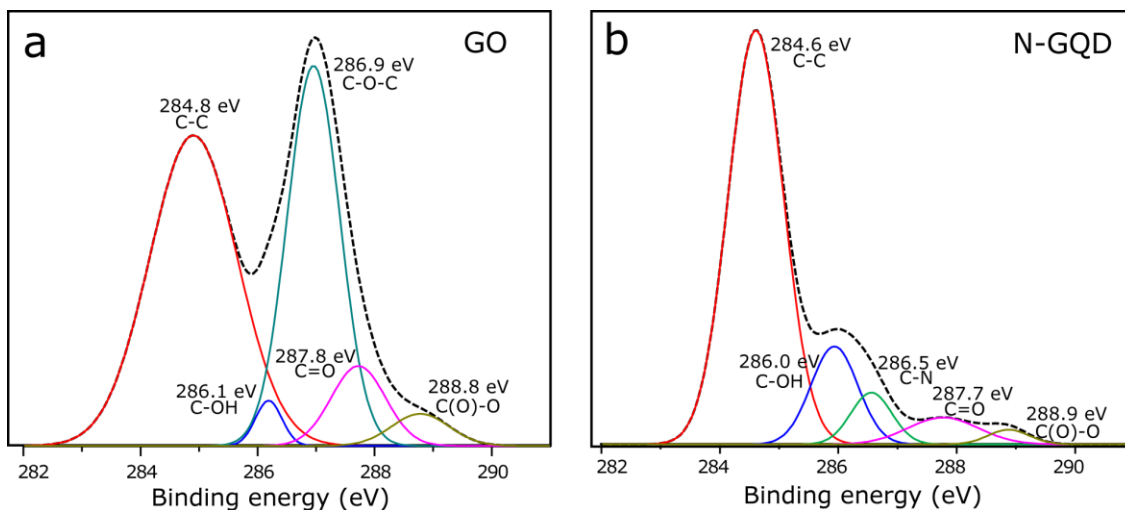 a
GO
286.9 eV
C-O-C
284.8 eV
C-C
287.8 eV
C=O
286.1 eV
C-OH
288.8 eV
C(O)-O
282 284 286 288 290
Binding energy (eV)
b
N-GQD
284.6 eV
C-C
286.0 eV
C-OH
286.5 eV
C-N
287.7 eV
C=O
288.9 eV
C(O)-O
282 284 286 288 290
Binding energy (eV)